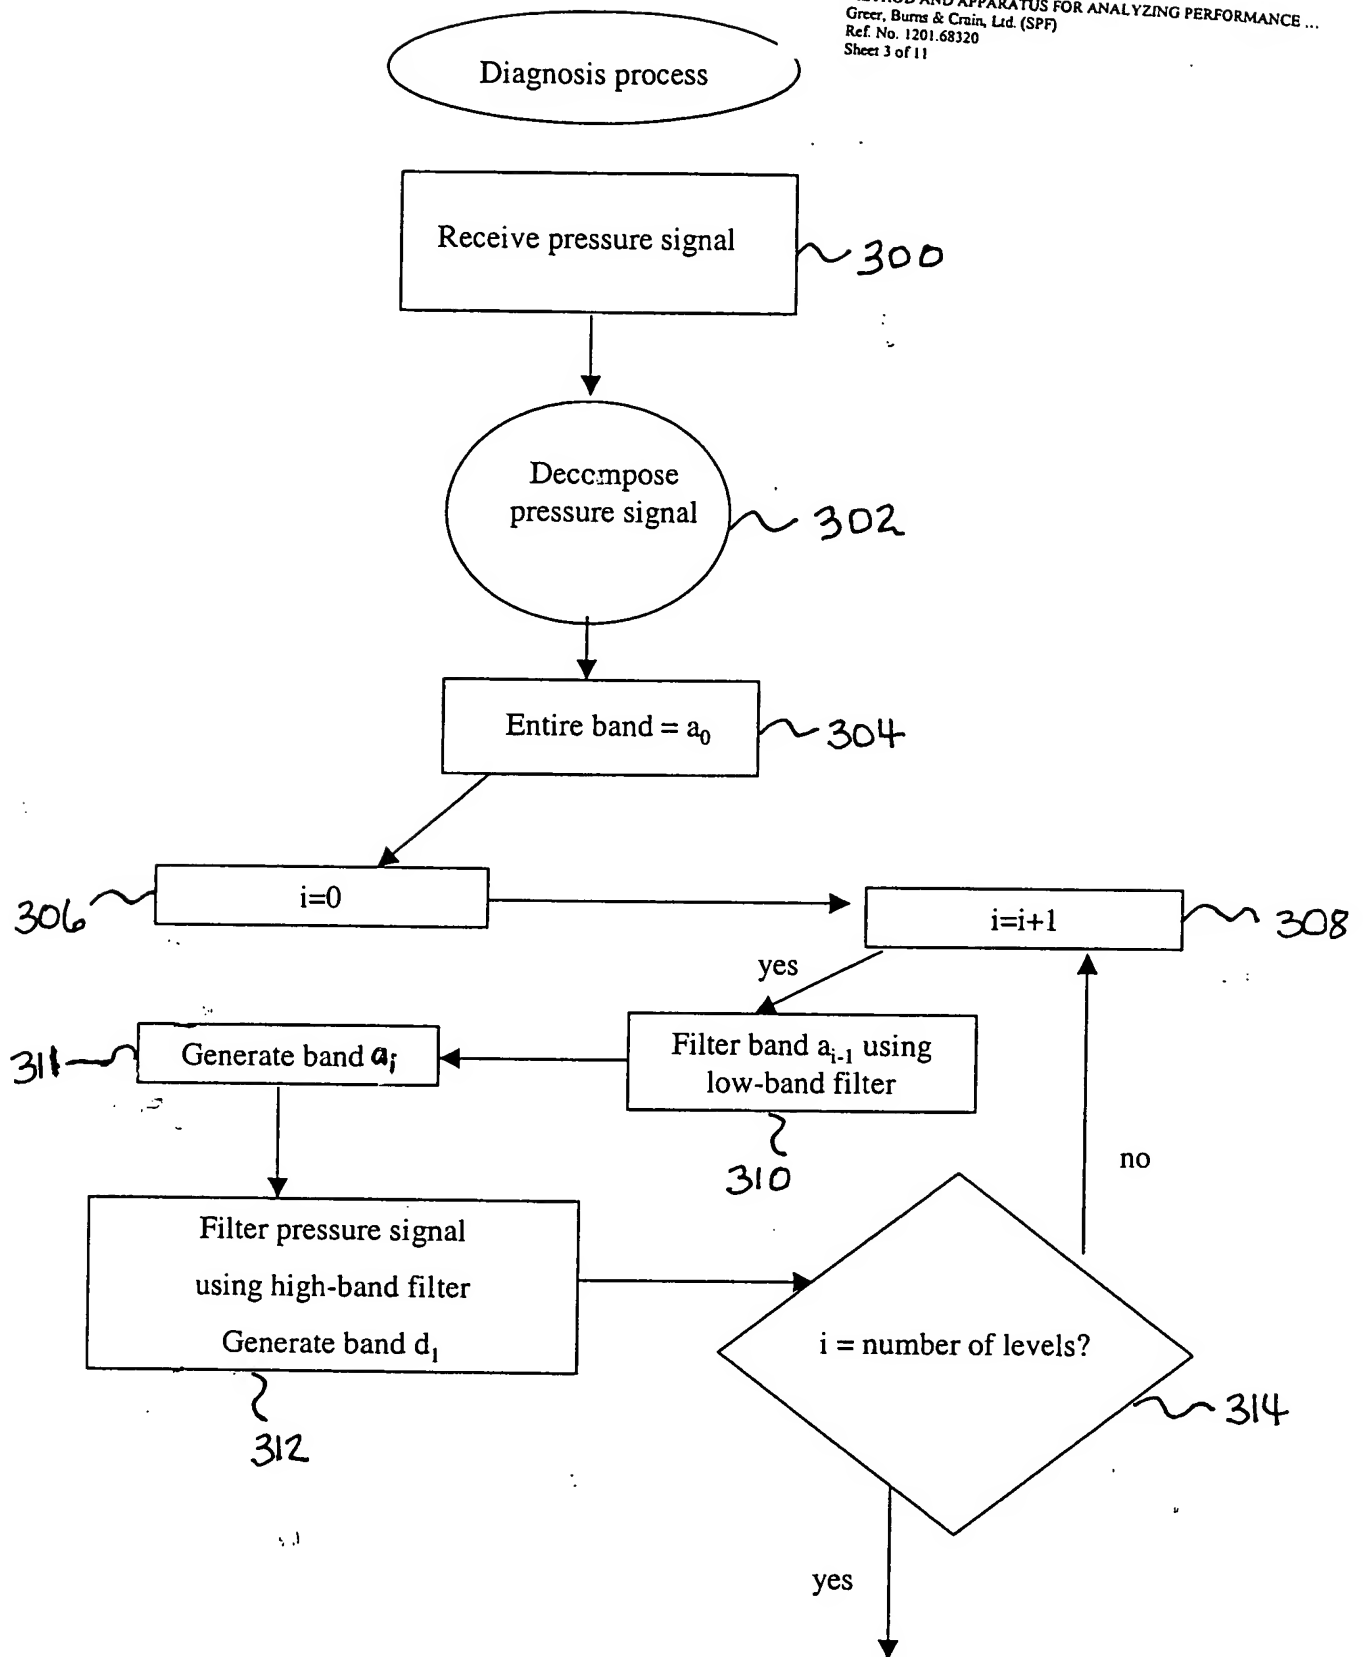 AND APPARATUS FOR ANALYZING PERFORMANCE ...
Greer, Burns & Crain, Ltd. (SPF)
Ref. No. 1201.68320
Sheet 3 of 11
Diagnosis process
Receive pressure signal
300
Decompose
pressure signal
302
Entire band = a₀
304
i=0
306
i=i+1
308
yes
Filter band aᵢ₋₁ using
low-band filter
310
Generate band aᵢ
311
no
Filter pressure signal
using high-band filter
Generate band d₁
312
i = number of levels?
314
yes